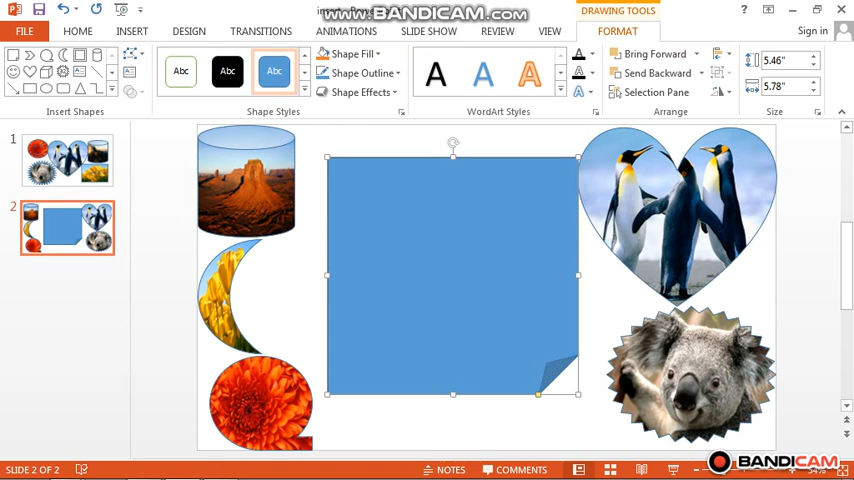 www.BANDICAM.com
DRAWING TOOLS
FILE HOME INSERT DESIGN TRANSITIONS ANIMATIONS SLIDE SHOW REVIEW VIEW FORMAT Sign in
Abc Abc Abc
Shape Fill
Shape Outline
Shape Effects
A A A
Bring Forward
Send Backward
Selection Pane
5.46"
5.78"
Insert Shapes Shape Styles WordArt Styles Arrange Size
1
2
SLIDE 2 OF 2 NOTES COMMENTS
BANDICAM